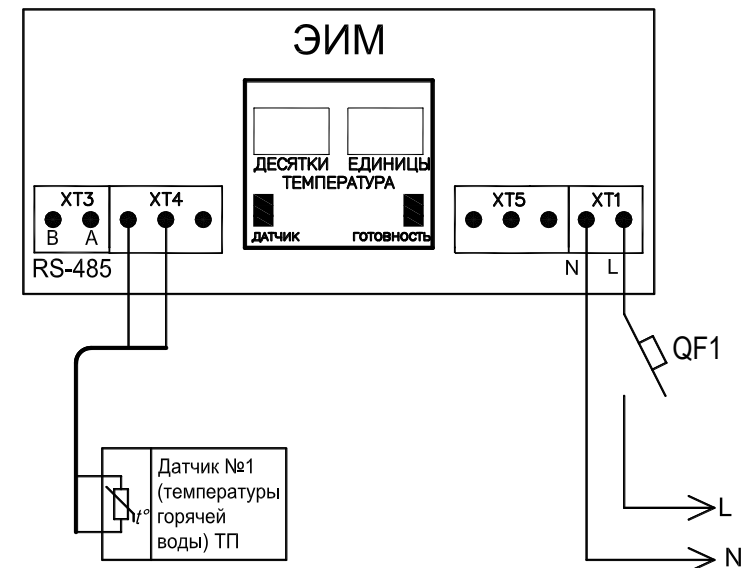 ЭИМ
ДЕСЯТКИ ЕДИНИЦЫ
ТЕМПЕРАТУРА
ДАТЧИК ГОТОВНОСТЬ
XT3 XT4
B A
RS-485
XT5 XT1
N L
QF1
Датчик №1
(температуры
горячей
воды) ТП
t°
L
N